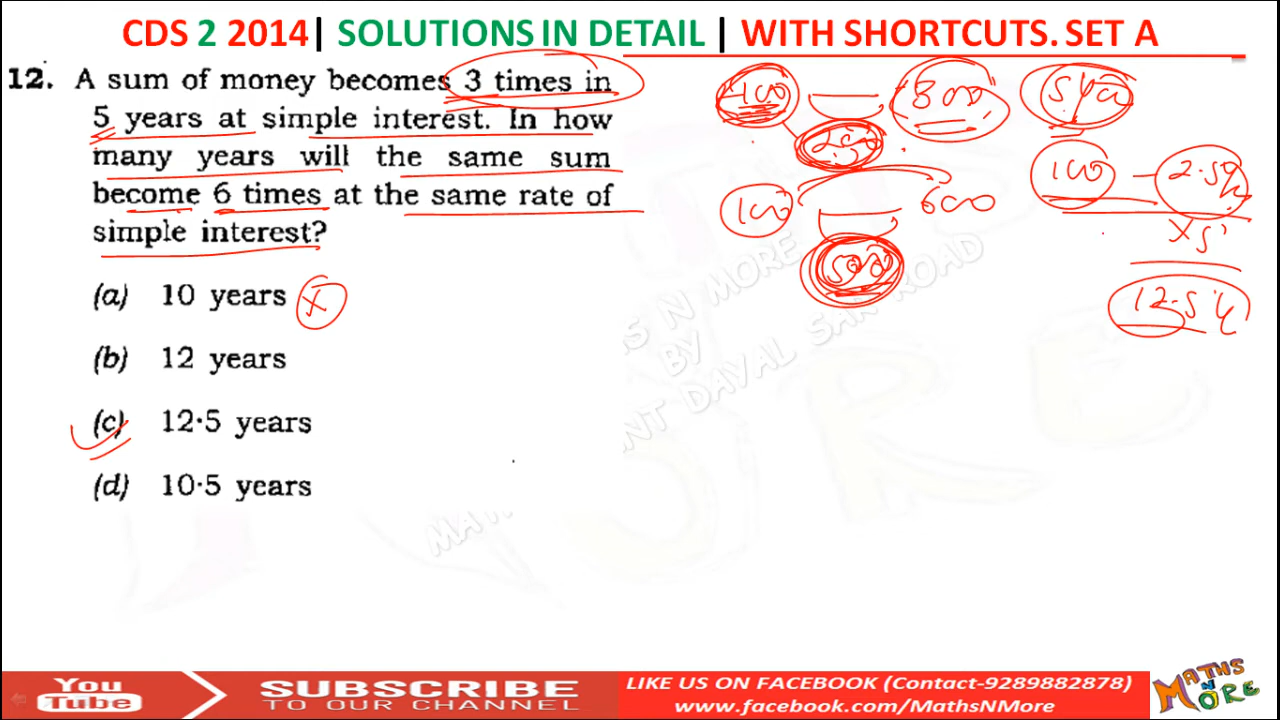 CDS 2 2014| SOLUTIONS IN DETAIL | WITH SHORTCUTS. SET A
12. A sum of money becomes 3 times in
5 years at simple interest. In how
many years will the same sum
become 6 times at the same rate of
simple interest?
(a) 10 years
(b) 12 years
(c) 12·5 years
(d) 10·5 years
100
300
100
600
500
100 - 2.5
x 5
12.5
BY
You
Tube
SUBSCRIBE
TO OUR CHANNEL
LIKE US ON FACEBOOK (Contact-9289882878)
www.facebook.com/MathsNMore
MATHS
N
MORE